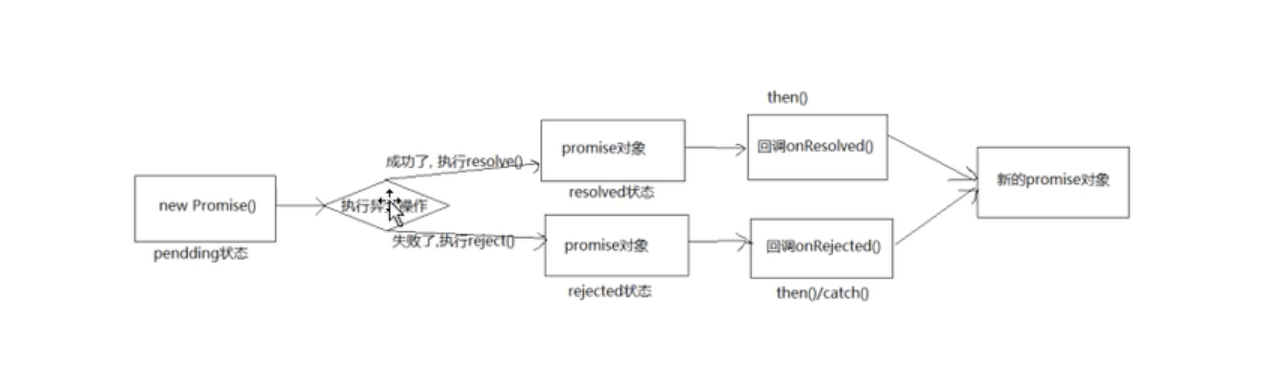 then()
成功了, 执行resolve()
promise对象
回调onResolved()
resolved状态
new Promise()
pendding状态
执行异 操作
新的promise对象
失败了,执行reject()
promise对象
回调onRejected()
rejected状态
then()/catch()